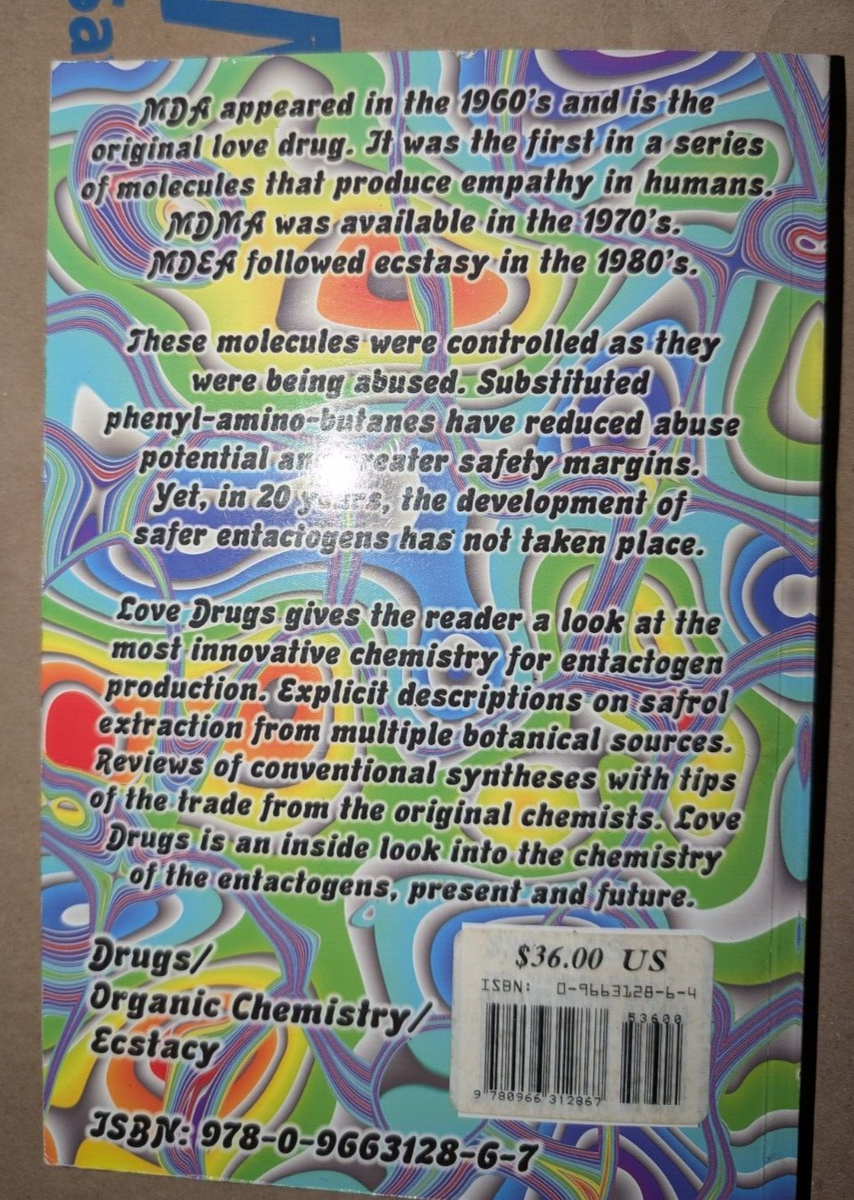 MDA appeared in the 1960's and is the
original love drug. It was the first in a series
of molecules that produce empathy in humans.
MDMA was available in the 1970's.
MDEA followed ecstasy in the 1980's.
These molecules were controlled as they
were being abused. Substituted
phenyl-amino-butanes have reduced abuse
potential and greater safety margins.
Yet, in 20 years, the development of
safer entactogens has not taken place.
Love Drugs gives the reader a look at the
most innovative chemistry for entactogen
production. Explicit descriptions on safrol
extraction from multiple botanical sources.
Reviews of conventional syntheses with tips
of the trade from the original chemists. Love
Drugs is an inside look into the chemistry
of the entactogens, present and future.
Drugs/
Organic Chemistry/
Ecstacy
$36.00 US
ISBN: 0-9663128-6-4
53600
9 780966 312867
ISBN: 978-0-9663128-6-7